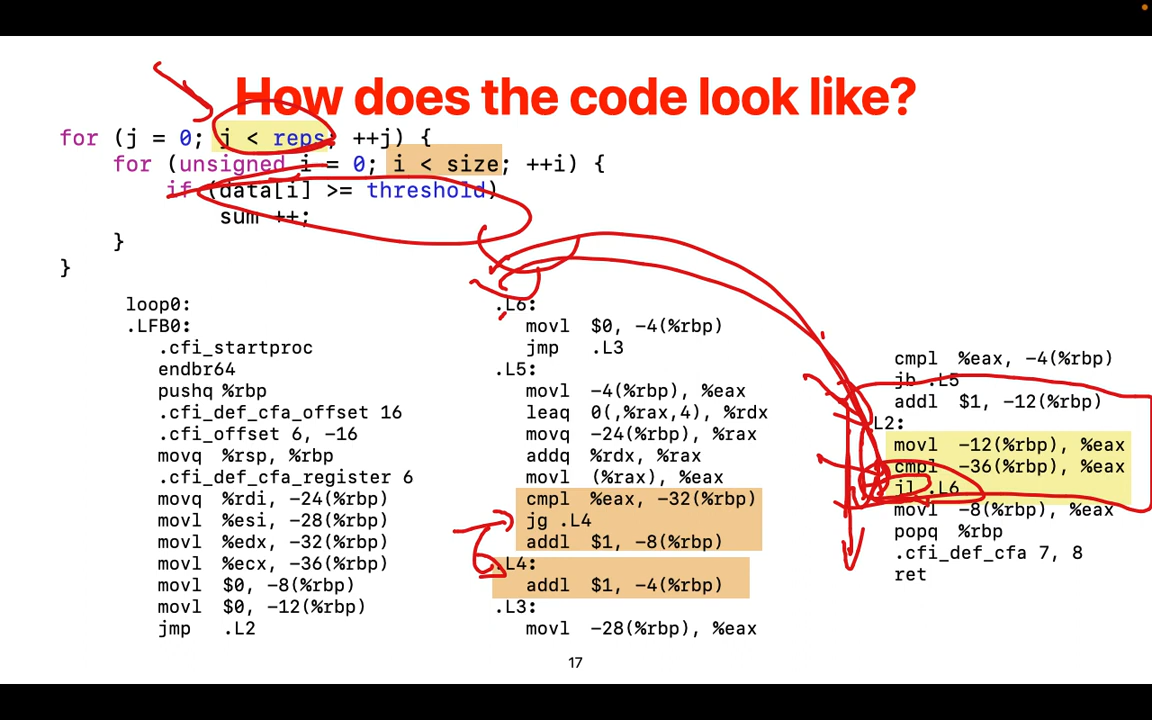 How does the code look like?
for (j = 0; j < reps; ++j) {
for (unsigned i = 0; i < size; ++i) {
if (data[i] >= threshold)
sum ++;
}
}
loop0:
.LFB0:
.cfi_startproc
endbr64
pushq %rbp
.cfi_def_cfa_offset 16
.cfi_offset 6, -16
movq %rsp, %rbp
.cfi_def_cfa_register 6
movq %rdi, -24(%rbp)
movl %esi, -28(%rbp)
movl %edx, -32(%rbp)
movl %ecx, -36(%rbp)
movl $0, -8(%rbp)
movl $0, -12(%rbp)
jmp .L2
.L6:
movl $0, -4(%rbp)
jmp .L3
.L5:
movl -4(%rbp), %eax
leaq 0(,%rax,4), %rdx
movq -24(%rbp), %rax
addq %rdx, %rax
movl (%rax), %eax
cmpl %eax, -32(%rbp)
jg .L4
addl $1, -8(%rbp)
.L4:
addl $1, -4(%rbp)
.L3:
movl -28(%rbp), %eax
cmpl %eax, -4(%rbp)
jb .L5
addl $1, -12(%rbp)
.L2:
movl -12(%rbp), %eax
cmpl -36(%rbp), %eax
jl .L6
movl -8(%rbp), %eax
popq %rbp
.cfi_def_cfa 7, 8
ret
17